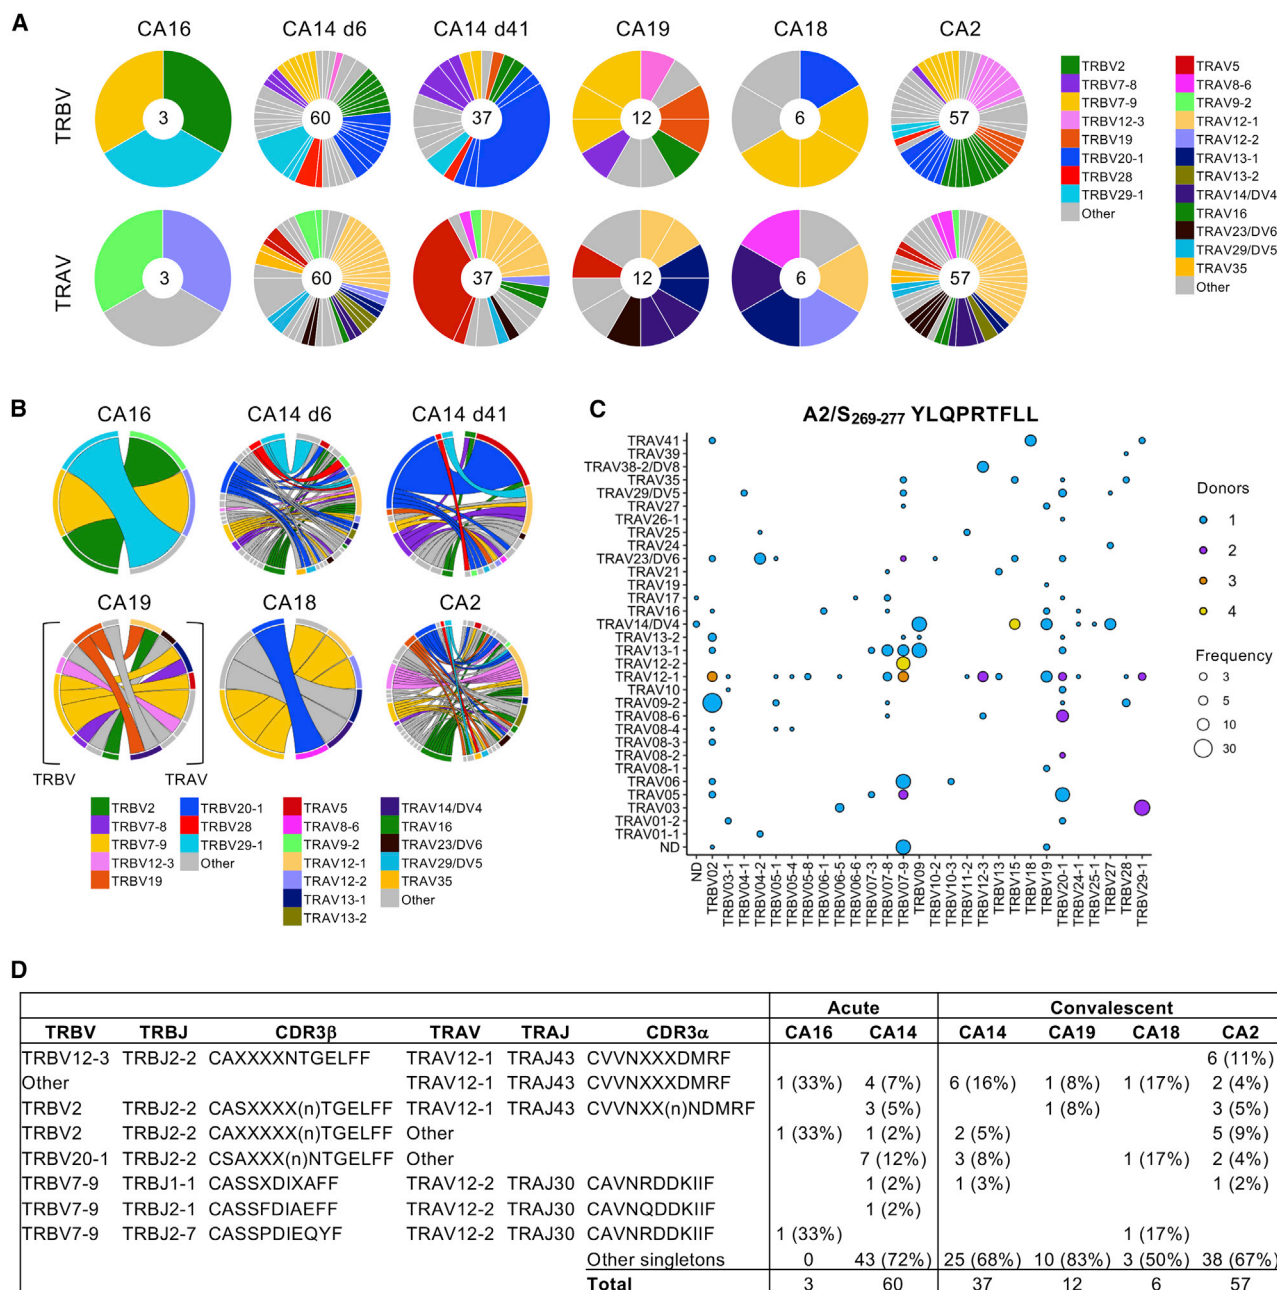 A
CA16 CA14 d6 CA14 d41 CA19 CA18 CA2
TRBV 3 60 37 12 6 57
TRAV 3 60 37 12 6 57
TRBV2
TRBV7-8
TRBV7-9
TRBV12-3
TRBV19
TRBV20-1
TRBV28
TRBV29-1
Other
TRAV5
TRAV8-6
TRAV9-2
TRAV12-1
TRAV12-2
TRAV13-1
TRAV13-2
TRAV14/DV4
TRAV16
TRAV23/DV6
TRAV29/DV5
TRAV35
Other
B
CA16 CA14 d6 CA14 d41
CA19 CA18 CA2
TRBV TRAV
TRBV2
TRBV7-8
TRBV7-9
TRBV12-3
TRBV19
TRBV20-1
TRBV28
TRBV29-1
Other
TRAV5
TRAV8-6
TRAV9-2
TRAV12-1
TRAV12-2
TRAV13-1
TRAV13-2
TRAV14/DV4
TRAV16
TRAV23/DV6
TRAV29/DV5
TRAV35
Other
C
A2/S269-277 YLQPRTFLL
TRAV41
TRAV39
TRAV38-2/DV8
TRAV35
TRAV29/DV5
TRAV27
TRAV26-1
TRAV25
TRAV24
TRAV23/DV6
TRAV21
TRAV19
TRAV17
TRAV16
TRAV14/DV4
TRAV13-2
TRAV13-1
TRAV12-2
TRAV12-1
TRAV10
TRAV09-2
TRAV08-6
TRAV08-4
TRAV08-3
TRAV08-2
TRAV08-1
TRAV06
TRAV05
TRAV03
TRAV01-2
TRAV01-1
ND
ND
TRBV02
TRBV03-1
TRBV04-1
TRBV04-2
TRBV05-1
TRBV05-4
TRBV05-8
TRBV06-1
TRBV06-5
TRBV06-6
TRBV07-3
TRBV07-8
TRBV07-9
TRBV09
TRBV10-2
TRBV10-3
TRBV11-2
TRBV12-3
TRBV13
TRBV15
TRBV18
TRBV19
TRBV20-1
TRBV24-1
TRBV25-1
TRBV27
TRBV28
TRBV29-1
Donors
1
2
3
4
Frequency
3
5
10
30
D
Acute Convalescent
TRBV TRBJ CDR3β TRAV TRAJ CDR3α CA16 CA14 CA14 CA19 CA18 CA2
TRBV12-3 TRBJ2-2 CAXXXXNTGELFF TRAV12-1 TRAJ43 CVVNXXXDMRF 6 (11%)
Other TRAV12-1 TRAJ43 CVVNXXXDMRF 1 (33%) 4 (7%) 6 (16%) 1 (8%) 1 (17%) 2 (4%)
TRBV2 TRBJ2-2 CASXXXX(n)TGELFF TRAV12-1 TRAJ43 CVVNXX(n)NDMRF 3 (5%) 1 (8%) 3 (5%)
TRBV2 TRBJ2-2 CAXXXXX(n)TGELFF Other 1 (33%) 1 (2%) 2 (5%) 5 (9%)
TRBV20-1 TRBJ2-2 CSAXXX(n)NTGELFF Other 7 (12%) 3 (8%) 1 (17%) 2 (4%)
TRBV7-9 TRBJ1-1 CASSXDIXAFF TRAV12-2 TRAJ30 CAVNRDDKIIF 1 (2%) 1 (3%) 1 (2%)
TRBV7-9 TRBJ2-1 CASSFDIAEFF TRAV12-2 TRAJ30 CAVNQDDKIIF 1 (2%)
TRBV7-9 TRBJ2-7 CASSPDIEQYF TRAV12-2 TRAJ30 CAVNRDDKIIF 1 (33%) 1 (17%)
Other singletons 0 43 (72%) 25 (68%) 10 (83%) 3 (50%) 38 (67%)
Total 3 60 37 12 6 57